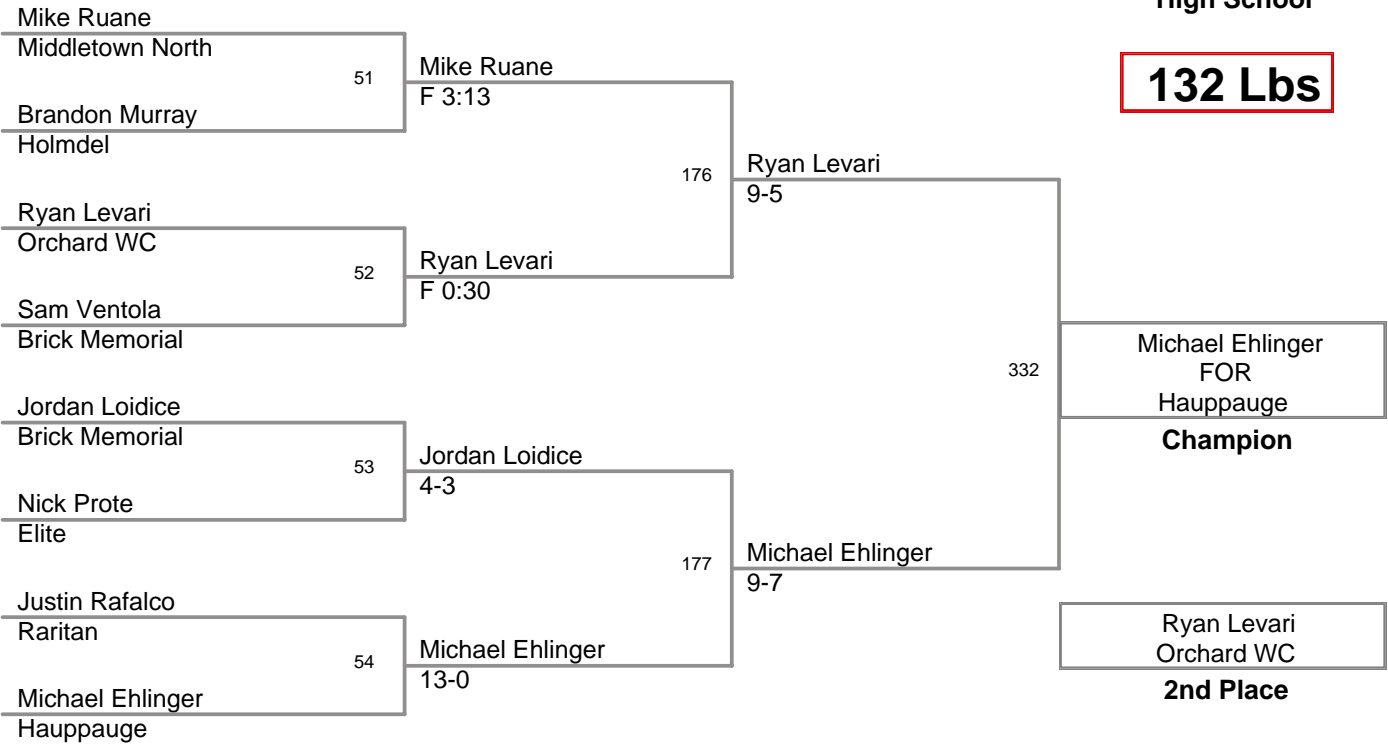 High School
132 Lbs
Mike Ruane
Middletown North
51
Brandon Murray
Holmdel
Mike Ruane
F 3:13
Ryan Levari
Orchard WC
52
Sam Ventola
Brick Memorial
Ryan Levari
F 0:30
176
Ryan Levari
9-5
Jordan Loidice
Brick Memorial
53
Nick Prote
Elite
Jordan Loidice
4-3
Justin Rafalco
Raritan
54
Michael Ehlinger
Hauppauge
Michael Ehlinger
13-0
177
Michael Ehlinger
9-7
332
Michael Ehlinger
FOR
Hauppauge
Champion
Ryan Levari
Orchard WC
2nd Place